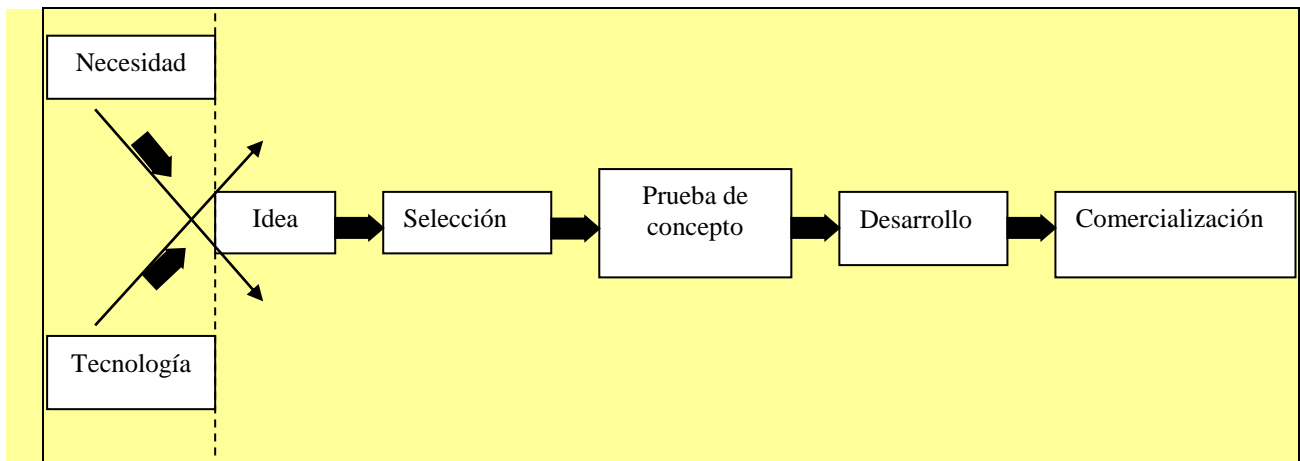 Necesidad
Idea
Selección
Prueba de
concepto
Desarrollo
Comercialización
Tecnología